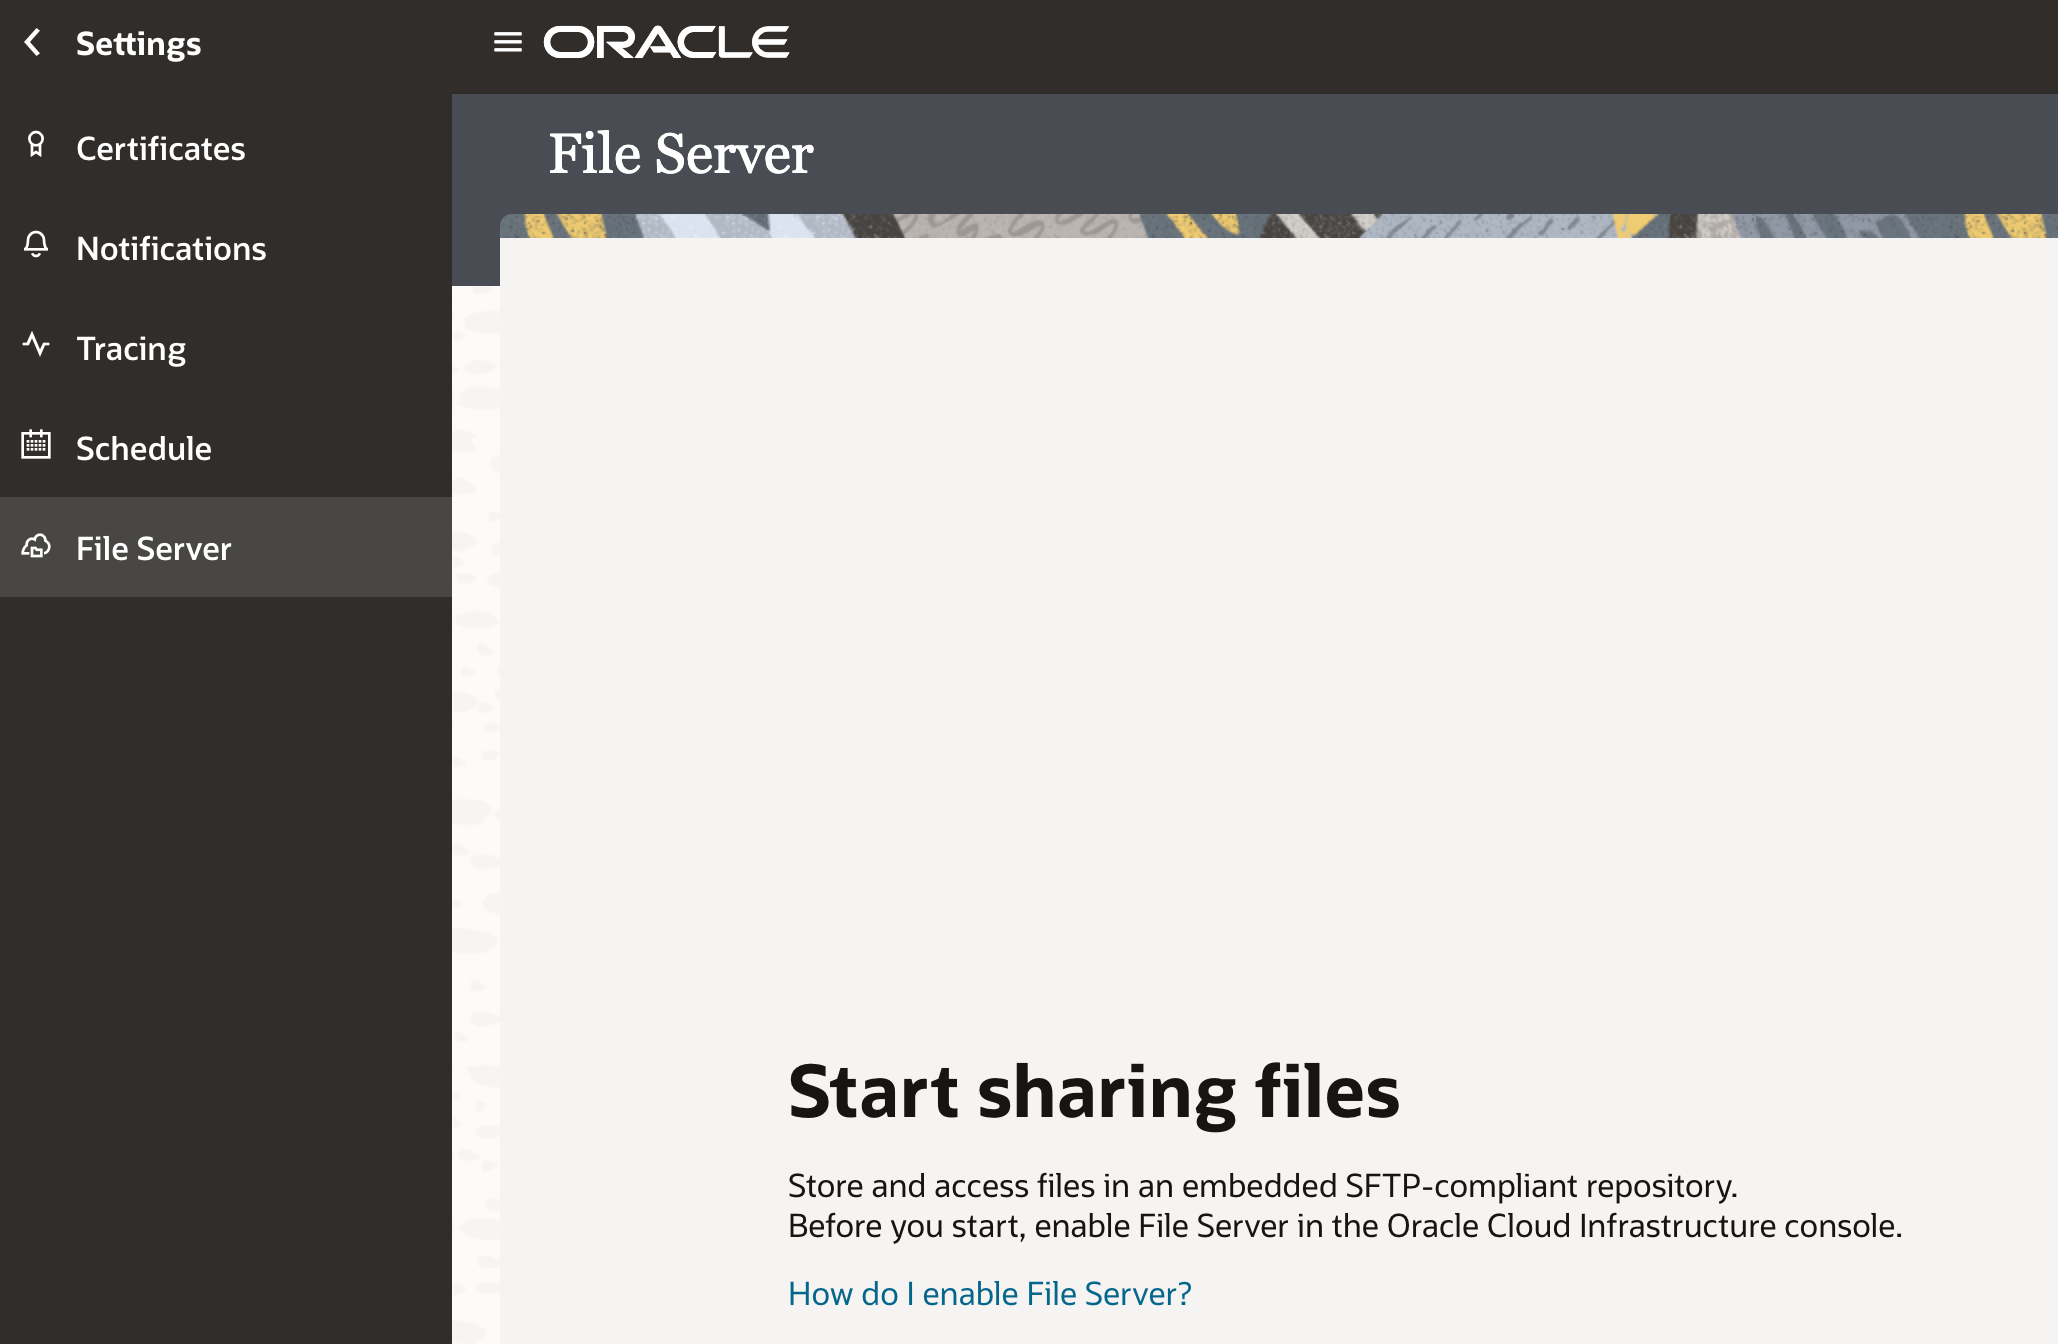 Settings
ORACLE
Certificates
Notifications
Tracing
Schedule
File Server
File Server
Start sharing files
Store and access files in an embedded SFTP-compliant repository.
Before you start, enable File Server in the Oracle Cloud Infrastructure console.
How do I enable File Server?